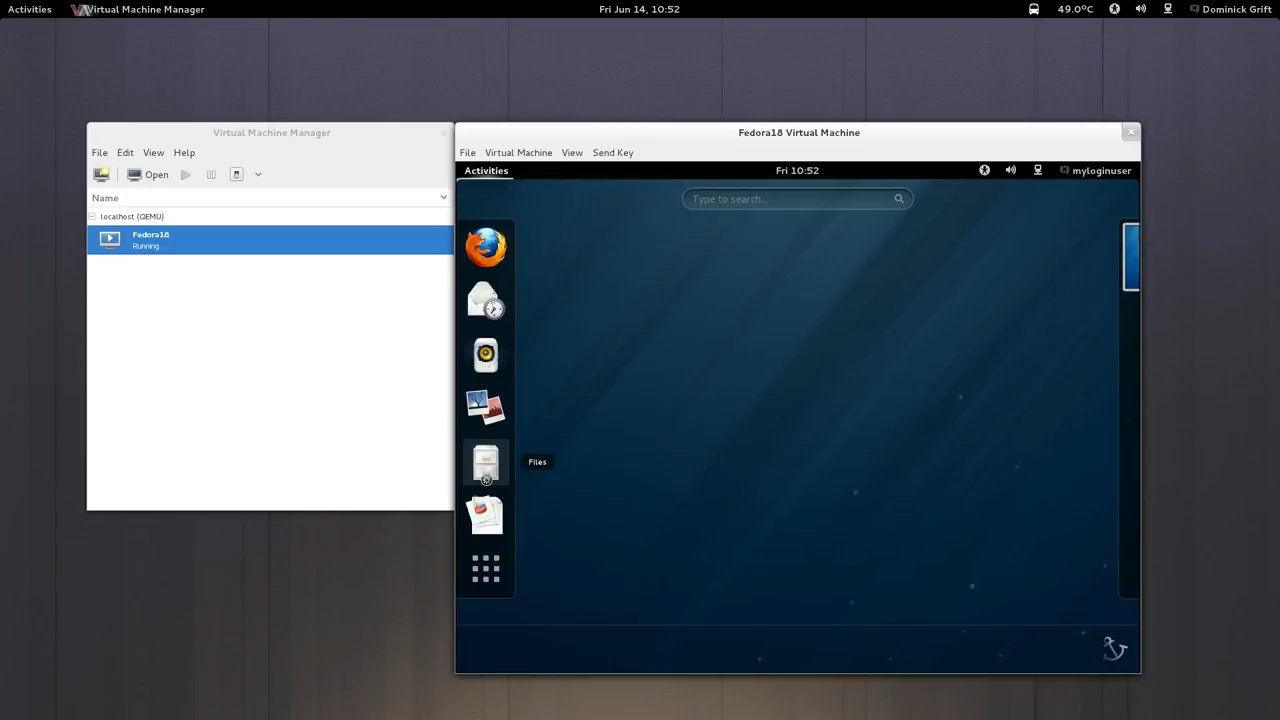 Activities Virtual Machine Manager Fri Jun 14, 10:52 49.0°C Dominick Grift
Virtual Machine Manager
File Edit View Help
Open
Name
localhost (QEMU)
Fedora18
Running
Fedora18 Virtual Machine
File Virtual Machine View Send Key
Activities Fri 10:52 myloginuser
Type to search...
Files